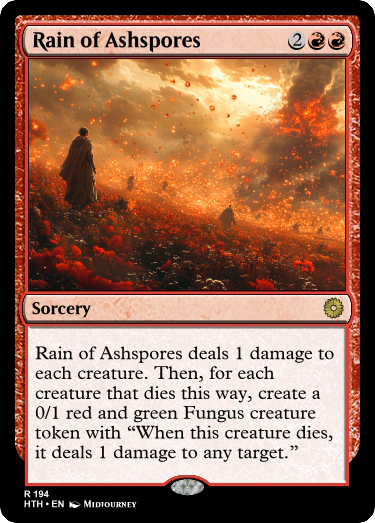 Rain of Ashspores 2
Sorcery
Rain of Ashspores deals 1 damage to
each creature. Then, for each
creature that dies this way, create a
0/1 red and green Fungus creature
token with “When this creature dies,
it deals 1 damage to any target.”
R 194
HTH • EN Midjourney